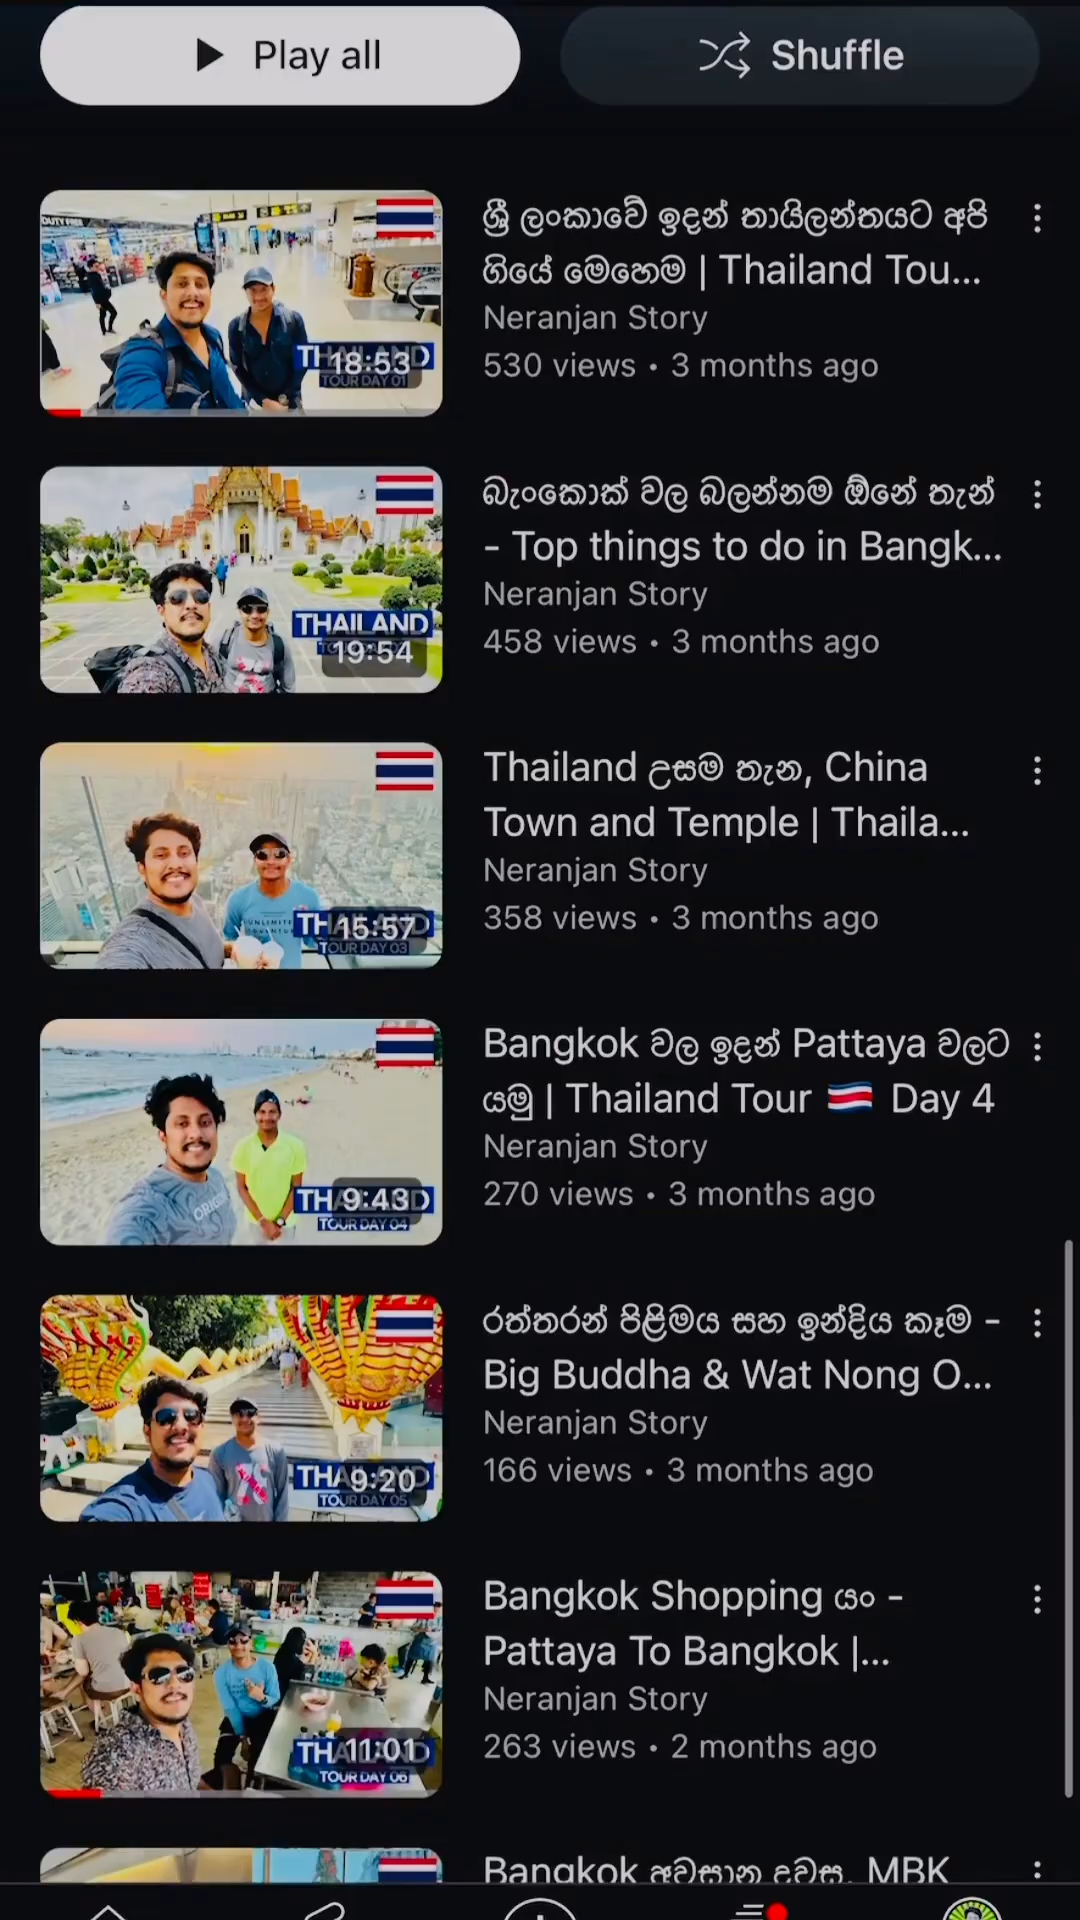 Play all
Shuffle
ශ්‍රී ලංකාවේ ඉදන් තායිලන්තයට අපි
ගියේ මෙහෙම | Thailand Tou...
Neranjan Story
530 views • 3 months ago
DUTY FREE
18:53
TOUR DAY 01
බැංකොක් වල බලන්නම ඕනේ තැන්
- Top things to do in Bangk...
Neranjan Story
458 views • 3 months ago
THAILAND
19:54
Thailand උසම තැන, China
Town and Temple | Thaila...
Neranjan Story
358 views • 3 months ago
UNLIMITE
15:57
TOUR DAY 03
Bangkok වල ඉදන් Pattaya වලට
යමු | Thailand Tour 🇨🇷 Day 4
Neranjan Story
270 views • 3 months ago
ORIGI
9:43
TOUR DAY 04
රත්තරන් පිළිමය සහ ඉන්දිය කෑම -
Big Buddha & Wat Nong O...
Neranjan Story
166 views • 3 months ago
9:20
TOUR DAY 05
Bangkok Shopping යං -
Pattaya To Bangkok |...
Neranjan Story
263 views • 2 months ago
11:01
TOUR DAY 06
Bangkok අවසාන දවස, MBK